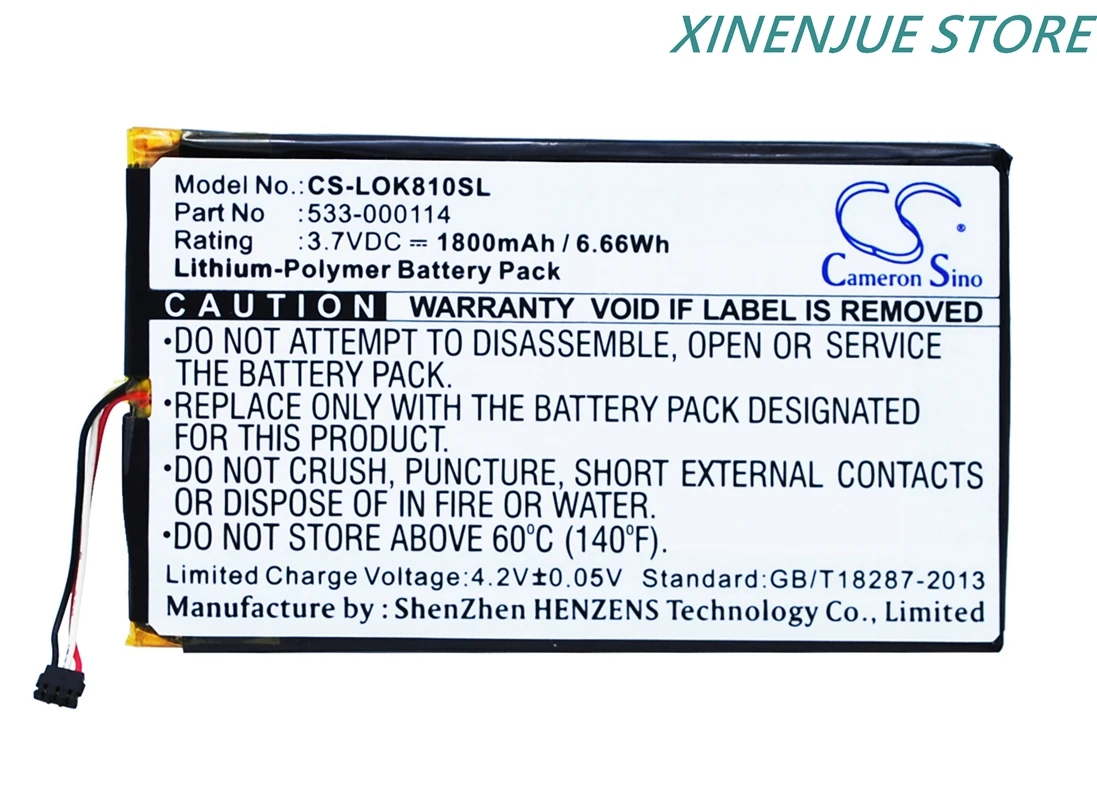 XINENJUE STORE
Model No.: CS-LOK810SL
Part No :533-000114
Rating :3.7VDC ⎓ 1800mAh / 6.66Wh
Lithium-Polymer Battery Pack
CS®
Cameron Sino
CAUTION WARRANTY VOID IF LABEL IS REMOVED
•DO NOT ATTEMPT TO DISASSEMBLE, OPEN OR SERVICE
THE BATTERY PACK.
•REPLACE ONLY WITH THE BATTERY PACK DESIGNATED
FOR THIS PRODUCT.
•DO NOT CRUSH, PUNCTURE, SHORT EXTERNAL CONTACTS
OR DISPOSE OF IN FIRE OR WATER.
•DO NOT STORE ABOVE 60°C (140°F).
Limited Charge Voltage:4.2V±0.05V Standard:GB/T18287-2013
Manufacture by : ShenZhen HENZENS Technology Co., Limited